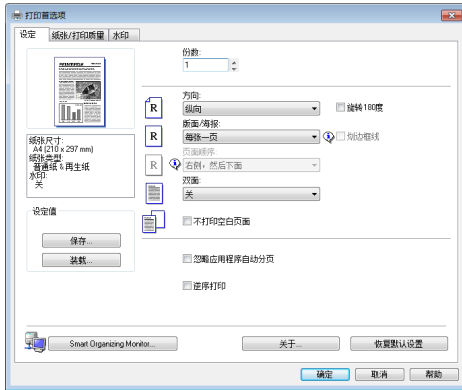 打印首选项
设定
纸张/打印质量
水印
份数:
1
方向:
纵向
旋转180度
版面/海报:
每张一页
划边框线
页面顺序:
右侧，然后下面
双面:
关
不打印空白页面
忽略应用程序自动分页
逆序打印
纸张尺寸:
A4 (210 x 297 mm)
纸张类型:
普通纸 & 再生纸
水印:
关
设定值
保存...
装载...
Smart Organizing Monitor...
关于...
恢复默认设置
确定
取消
帮助
R
R
R